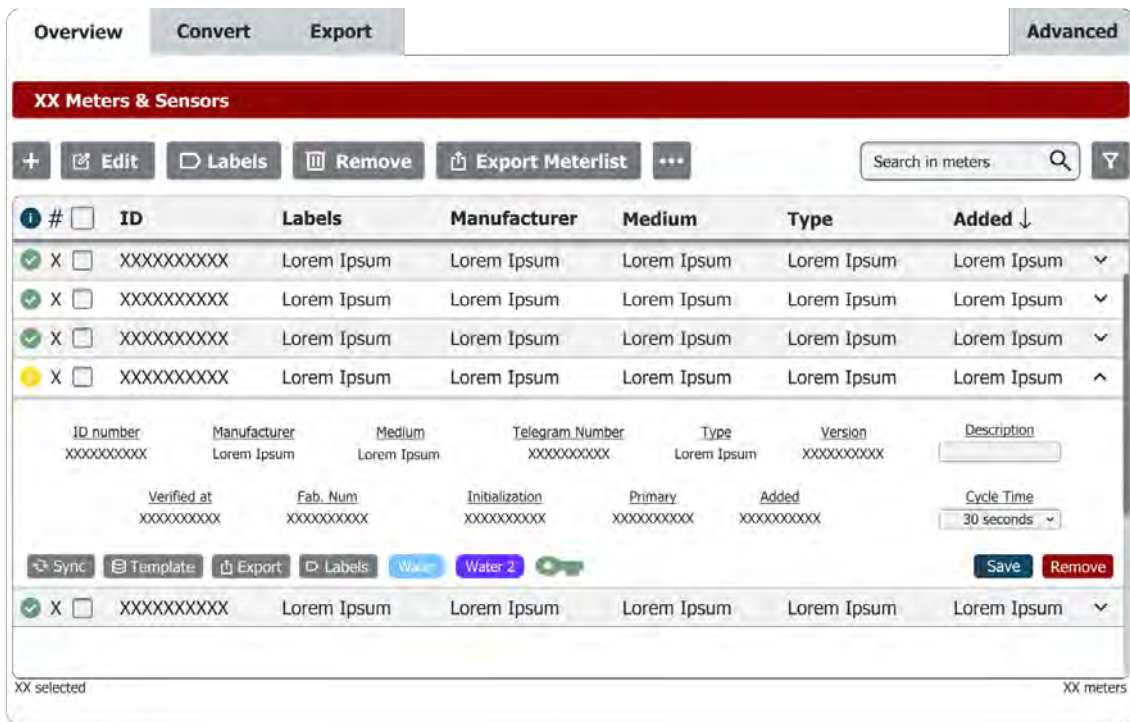 Overview Convert Export Advanced
XX Meters & Sensors
+ Edit Labels Remove Export Meterlist ••• Search in meters
i # ID Labels Manufacturer Medium Type Added ↓
X XXXXXXXXXX Lorem Ipsum Lorem Ipsum Lorem Ipsum Lorem Ipsum Lorem Ipsum
X XXXXXXXXXX Lorem Ipsum Lorem Ipsum Lorem Ipsum Lorem Ipsum Lorem Ipsum
X XXXXXXXXXX Lorem Ipsum Lorem Ipsum Lorem Ipsum Lorem Ipsum Lorem Ipsum
X XXXXXXXXXX Lorem Ipsum Lorem Ipsum Lorem Ipsum Lorem Ipsum Lorem Ipsum
ID number Manufacturer Medium Telegram Number Type Version Description
XXXXXXXXXX Lorem Ipsum Lorem Ipsum XXXXXXXXXX Lorem Ipsum XXXXXXXXXX
Verified at Fab. Num Initialization Primary Added Cycle Time
XXXXXXXXXX XXXXXXXXXX XXXXXXXXXX XXXXXXXXXX XXXXXXXXXX 30 seconds
Sync Template Export Labels Water Water 2 Save Remove
X XXXXXXXXXX Lorem Ipsum Lorem Ipsum Lorem Ipsum Lorem Ipsum Lorem Ipsum
XX selected XX meters